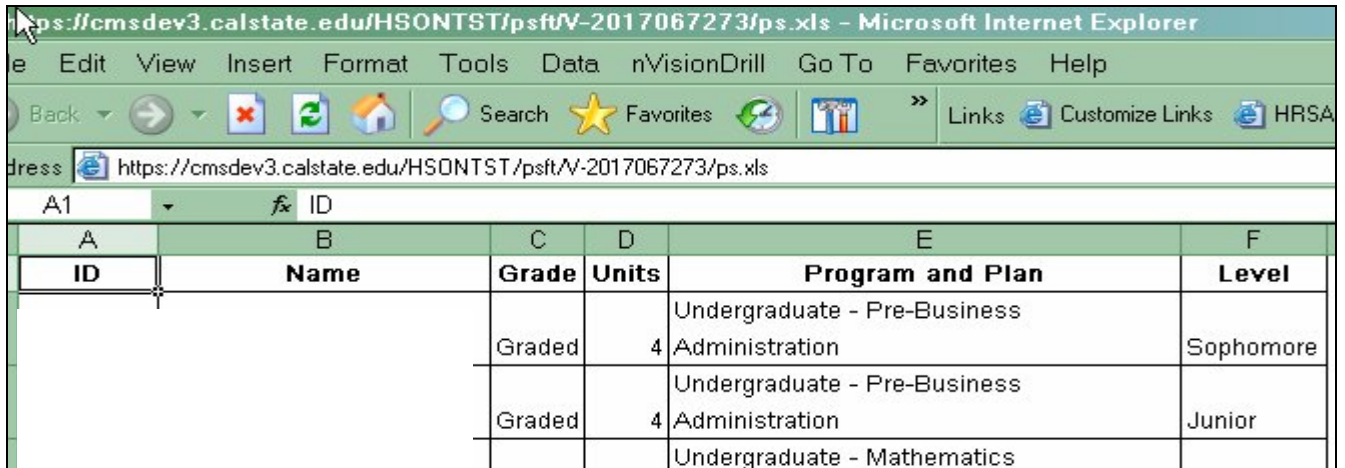 ps://cmsdev3.calstate.edu/HSONTST/psft/V-2017067273/ps.xls - Microsoft Internet Explorer
le Edit View Insert Format Tools Data nVisionDrill Go To Favorites Help
Back Search Favorites » Links Customize Links HRSA
dress https://cmsdev3.calstate.edu/HSONTST/psft/V-2017067273/ps.xls
A1 fx ID
A B C D E F
ID Name Grade Units Program and Plan Level
Undergraduate - Pre-Business
Graded 4 Administration Sophomore
Undergraduate - Pre-Business
Graded 4 Administration Junior
Undergraduate - Mathematics